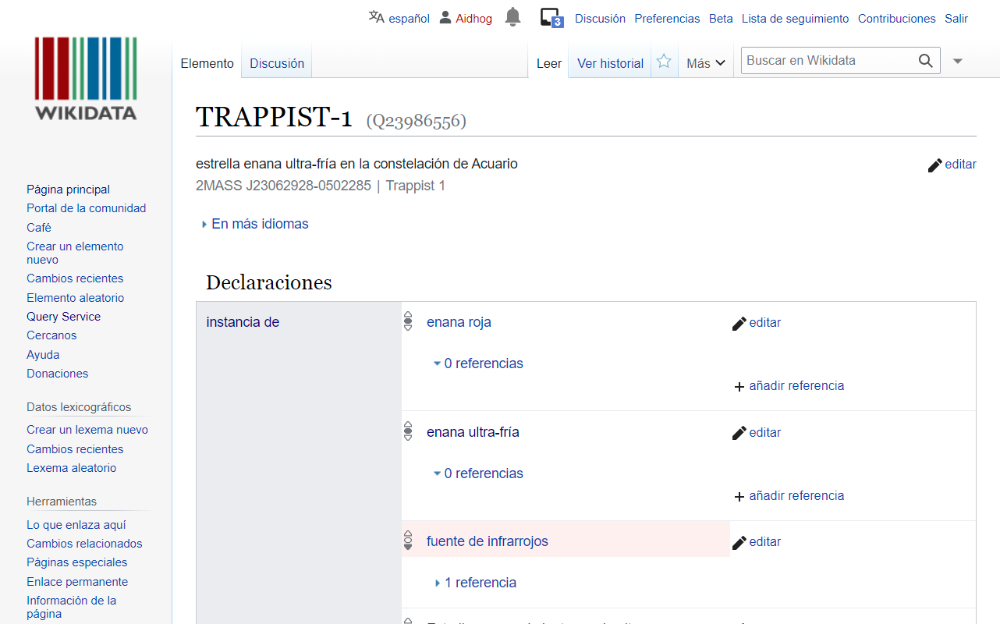 español Aidhog 3 Discusión Preferencias Beta Lista de seguimiento Contribuciones Salir
WIKIDATA
Elemento Discusión Leer Ver historial Más Buscar en Wikidata
TRAPPIST-1 (Q23986556)
estrella enana ultra-fría en la constelación de Acuario editar
2MASS J23062928-0502285 | Trappist 1
En más idiomas
Página principal
Portal de la comunidad
Café
Crear un elemento
nuevo
Cambios recientes
Elemento aleatorio
Query Service
Cercanos
Ayuda
Donaciones
Datos lexicográficos
Crear un lexema nuevo
Cambios recientes
Lexema aleatorio
Herramientas
Lo que enlaza aquí
Cambios relacionados
Páginas especiales
Enlace permanente
Información de la
página
Declaraciones
instancia de
enana roja editar
0 referencias
+ añadir referencia
enana ultra-fría editar
0 referencias
+ añadir referencia
fuente de infrarrojos editar
1 referencia